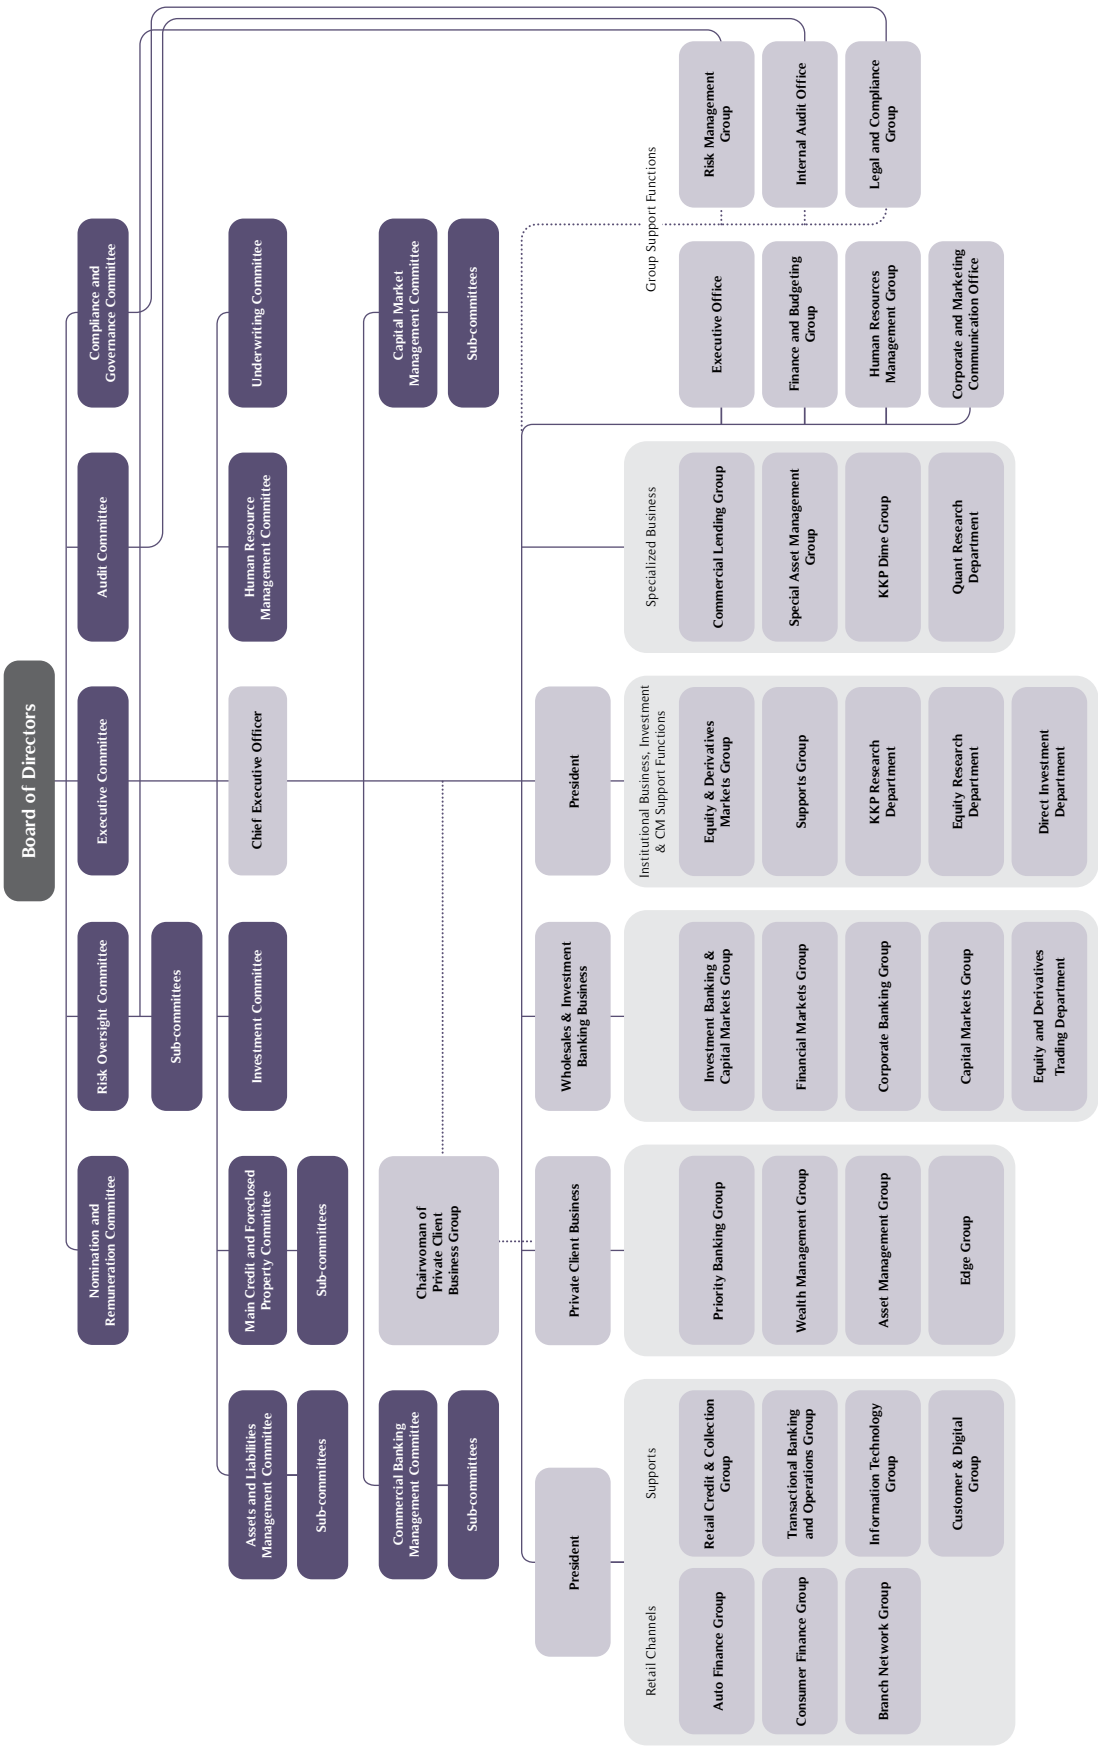 Board of Directors
Nomination and
Remuneration Committee
Risk Oversight Committee
Executive Committee
Audit Committee
Compliance and
Governance Committee
Sub-committees
Assets and Liabilities
Management Committee
Main Credit and Foreclosed
Property Committee
Investment Committee
Chief Executive Officer
Human Resource
Management Committee
Underwriting Committee
Sub-committees
Sub-committees
Commercial Banking
Management Committee
Chairwoman of
Private Client
Business Group
Capital Market
Management Committee
Sub-committees
Sub-committees
President
Private Client Business
Wholesales & Investment
Banking Business
President
Retail Channels
Supports
Institutional Business, Investment
& CM Support Functions
Specialized Business
Group Support Functions
Auto Finance Group
Retail Credit & Collection
Group
Priority Banking Group
Investment Banking &
Capital Markets Group
Equity & Derivatives
Markets Group
Commercial Lending Group
Executive Office
Risk Management
Group
Consumer Finance Group
Transactional Banking
and Operations Group
Wealth Management Group
Financial Markets Group
Supports Group
Special Asset Management
Group
Finance and Budgeting
Group
Internal Audit Office
Branch Network Group
Information Technology
Group
Asset Management Group
Corporate Banking Group
KKP Research
Department
KKP Dime Group
Human Resources
Management Group
Legal and Compliance
Group
Customer & Digital
Group
Edge Group
Capital Markets Group
Equity Research
Department
Quant Research
Department
Corporate and Marketing
Communication Office
Equity and Derivatives
Trading Department
Direct Investment
Department